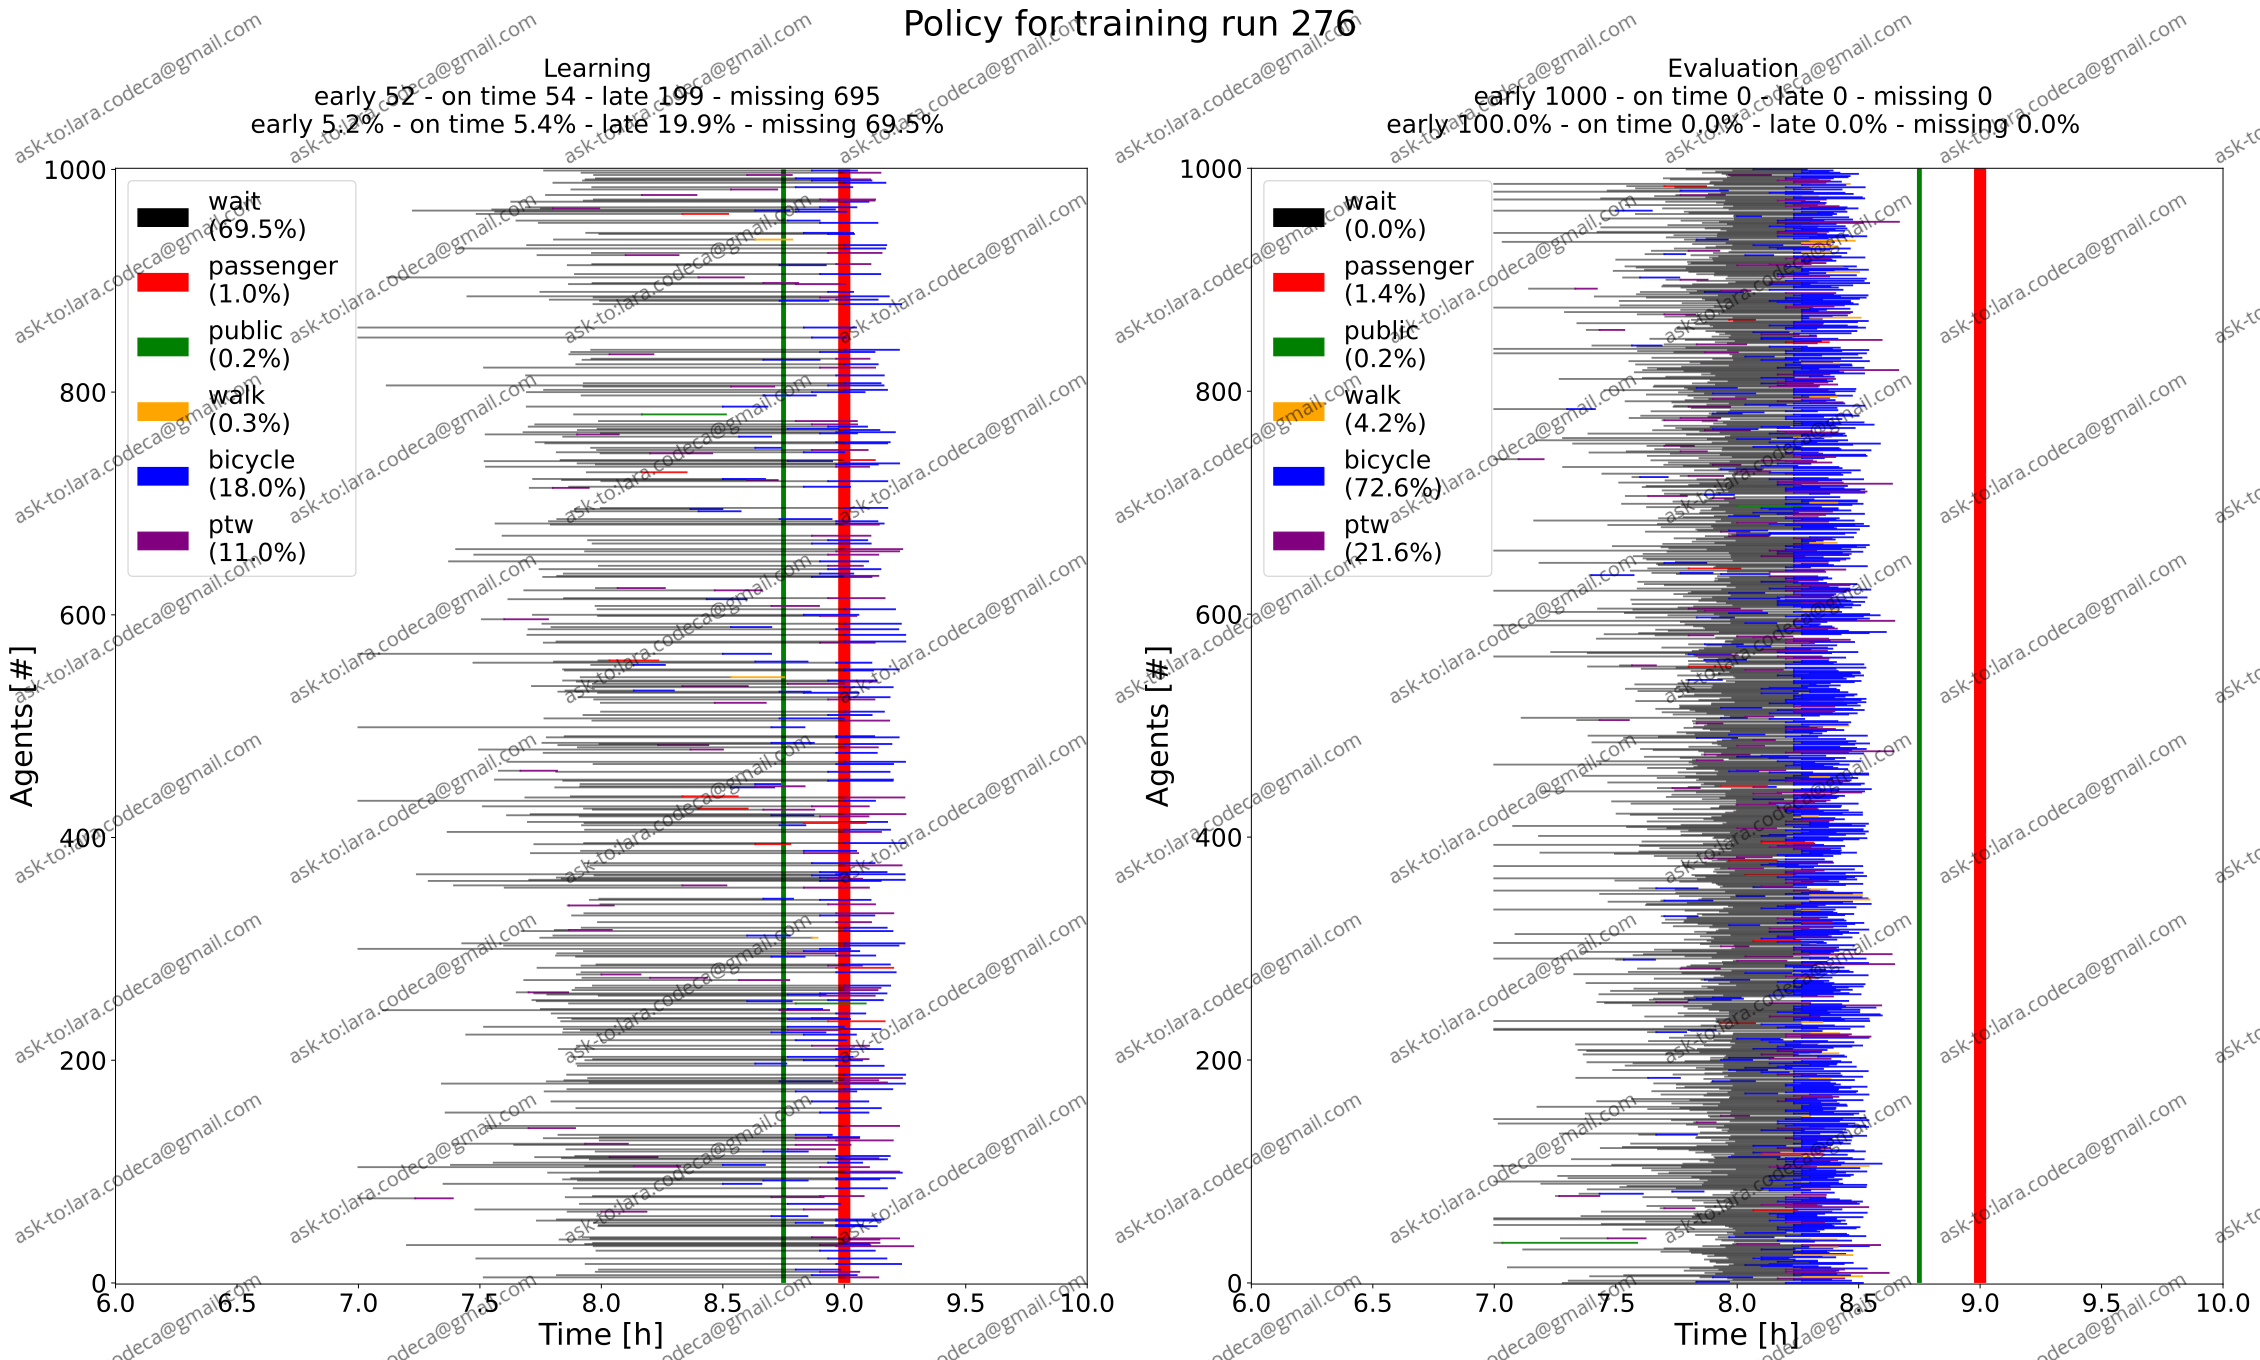 Policy for training run 276
Learning
early 52 - on time 54 - late 199 - missing 695
early 5.2% - on time 5.4% - late 19.9% - missing 69.5%
wait
(69.5%)
passenger
(1.0%)
public
(0.2%)
walk
(0.3%)
bicycle
(18.0%)
ptw
(11.0%)
1000
800
600
400
200
0
Agents [#]
6.0 6.5 7.0 7.5 8.0 8.5 9.0 9.5 10.0
Time [h]
Evaluation
early 1000 - on time 0 - late 0 - missing 0
early 100.0% - on time 0.0% - late 0.0% - missing 0.0%
wait
(0.0%)
passenger
(1.4%)
public
(0.2%)
walk
(4.2%)
bicycle
(72.6%)
ptw
(21.6%)
1000
800
600
400
200
0
Agents [#]
6.0 6.5 7.0 7.5 8.0 8.5 9.0 9.5 10.0
Time [h]
ask-to:lara.codeca@gmail.com